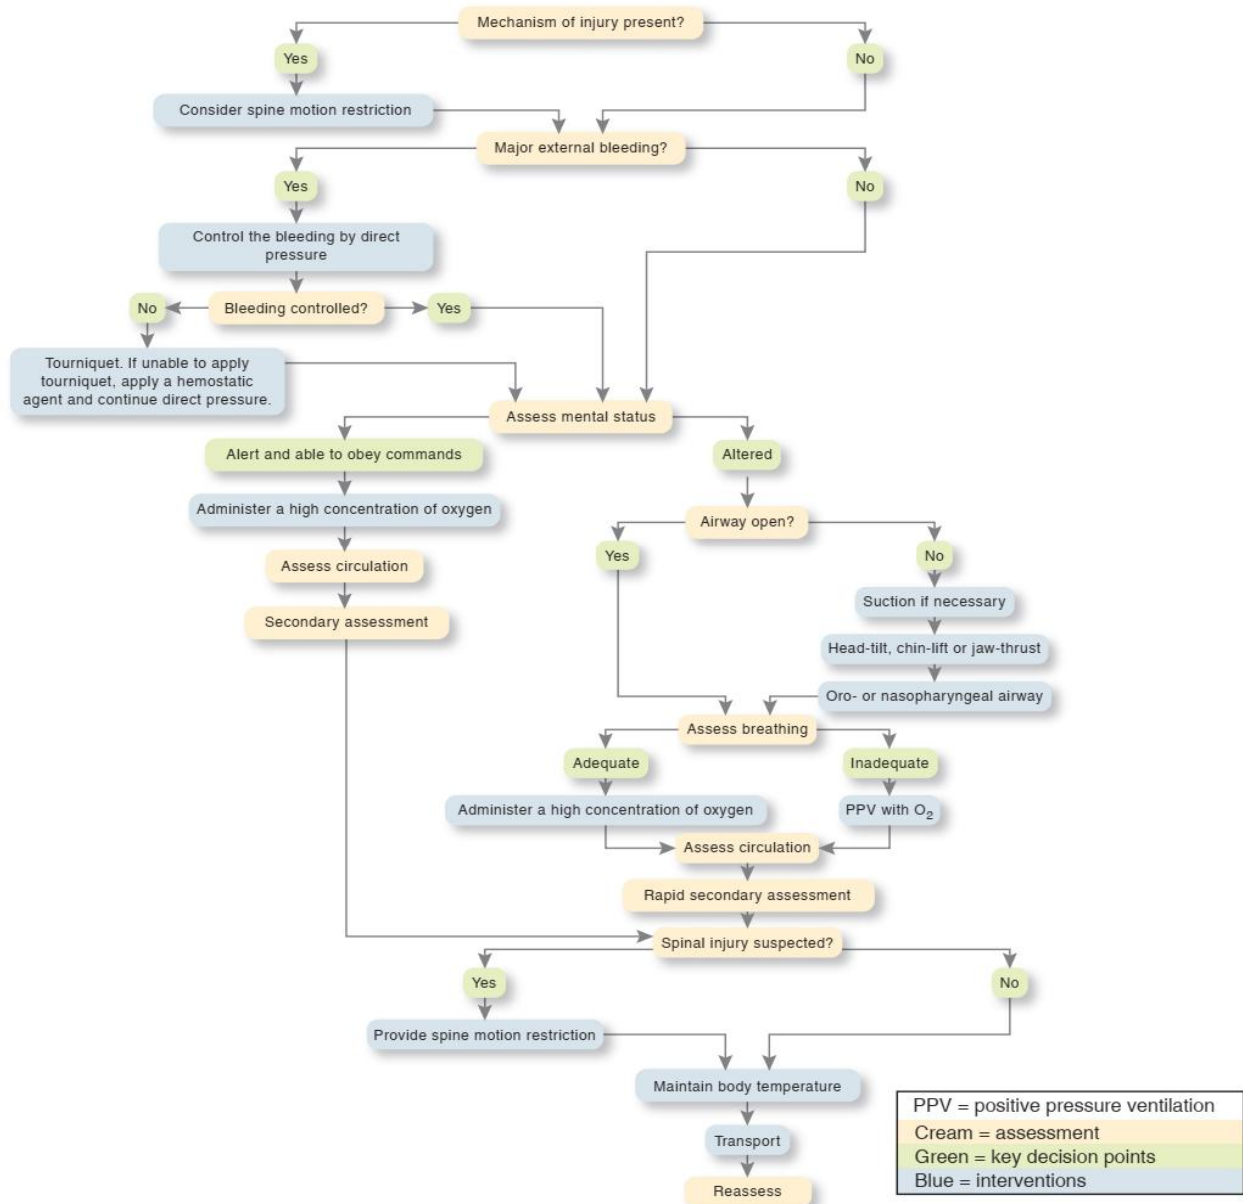 Mechanism of injury present?
Yes
No
Consider spine motion restriction
Major external bleeding?
Yes
No
Control the bleeding by direct
pressure
No
Bleeding controlled?
Yes
Tourniquet. If unable to apply
tourniquet, apply a hemostatic
agent and continue direct pressure.
Assess mental status
Alert and able to obey commands
Altered
Administer a high concentration of oxygen
Airway open?
Assess circulation
Yes
No
Secondary assessment
Suction if necessary
Head-tilt, chin-lift or jaw-thrust
Oro- or nasopharyngeal airway
Assess breathing
Adequate
Inadequate
Administer a high concentration of oxygen
PPV with O₂
Assess circulation
Rapid secondary assessment
Spinal injury suspected?
Yes
No
Provide spine motion restriction
Maintain body temperature
Transport
Reassess
PPV = positive pressure ventilation
Cream = assessment
Green = key decision points
Blue = interventions